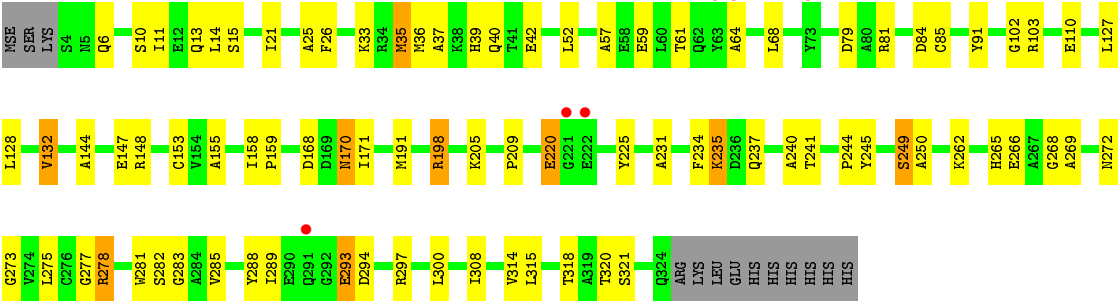 MSE SER LYS S4 N5 Q6 S10 I11 E12 Q13 L14 S15 I21 A25 F26 K33 R34 M35 M36 A37 K38 H39 Q40 T41 E42 L52 A57 E58 E59 L60 T61 Q62 Y63 A64 L68 Y73 D79 A80 R81 D84 C85 Y91 G102 R103 E110 L127
L128 V132 A144 E147 R148 C153 V154 A155 I158 P159 D168 D169 N170 I171 M191 R198 K205 P209 E220 G221 E222 Y225 A231 F234 K235 D236 Q237 A240 T241 P244 Y245 S249 A250 K262 H265 E266 A267 G268 A269 N272
G273 V274 L275 C276 G277 R278 W281 S282 G283 A284 V285 Y288 I289 E290 Q291 G292 E293 D294 R297 L300 I308 V314 L315 T318 A319 T320 S321 Q324 ARG LYS LEU GLU HIS HIS HIS HIS HIS HIS